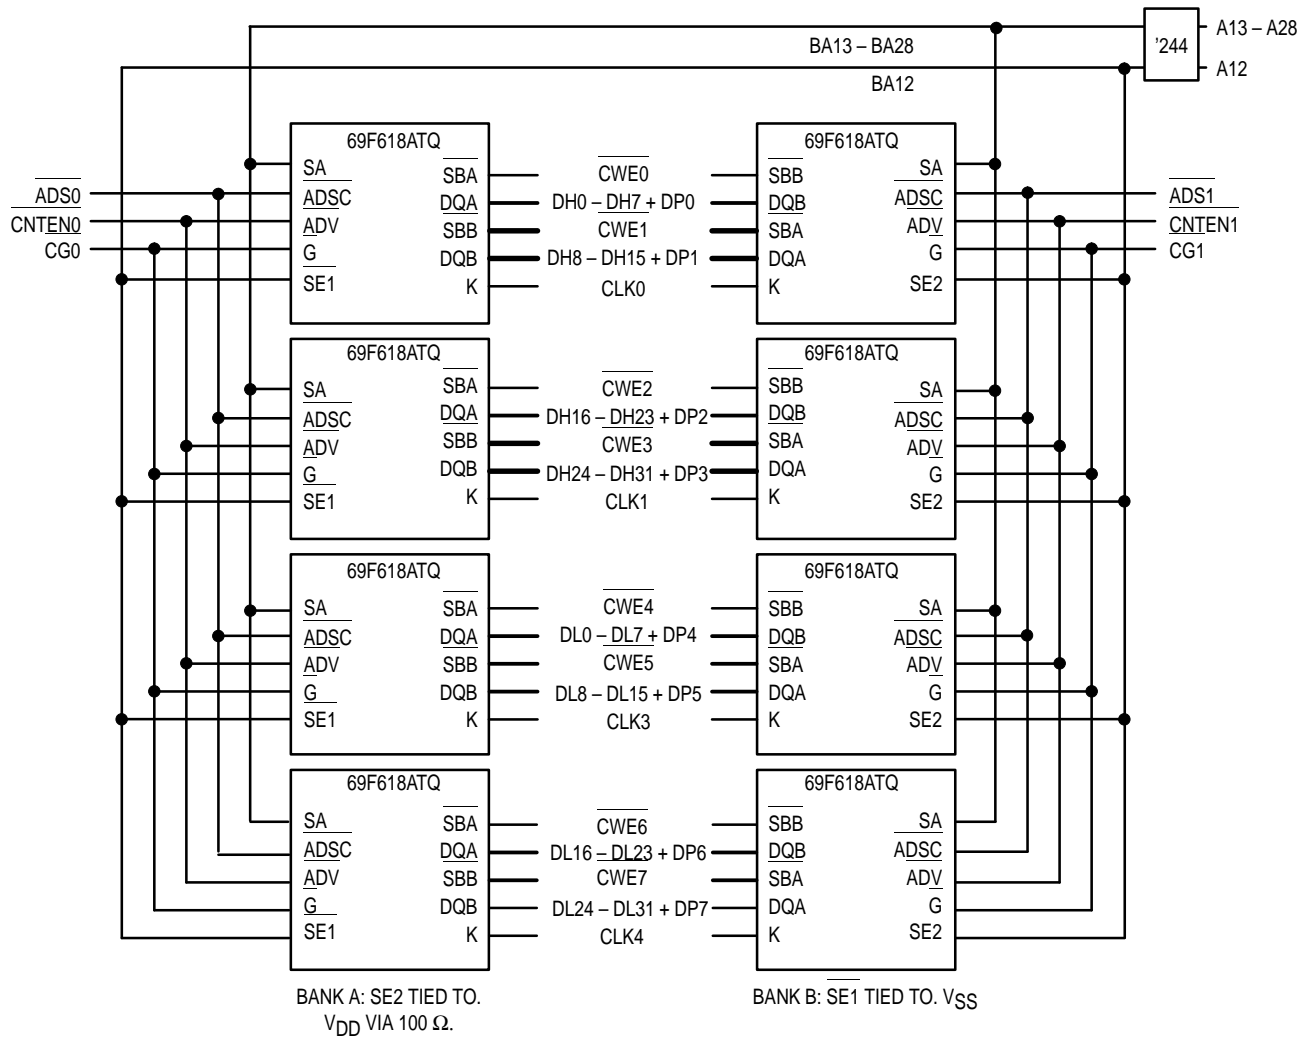 A13 – A28
BA13 – BA28
'244
A12
BA12
69F618ATQ
SA
ADSC
ADV
G
SE1
SBA
DQA
SBB
DQB
K
CWE0
DH0 – DH7 + DP0
CWE1
DH8 – DH15 + DP1
CLK0
69F618ATQ
SBB
DQB
SBA
DQA
K
SA
ADSC
ADV
G
SE2
ADS0
CNTEN0
CG0
ADS1
CNTEN1
CG1
69F618ATQ
SA
ADSC
ADV
G
SE1
SBA
DQA
SBB
DQB
K
CWE2
DH16 – DH23 + DP2
CWE3
DH24 – DH31 + DP3
CLK1
69F618ATQ
SBB
DQB
SBA
DQA
K
SA
ADSC
ADV
G
SE2
69F618ATQ
SA
ADSC
ADV
G
SE1
SBA
DQA
SBB
DQB
K
CWE4
DL0 – DL7 + DP4
CWE5
DL8 – DL15 + DP5
CLK3
69F618ATQ
SBB
DQB
SBA
DQA
K
SA
ADSC
ADV
G
SE2
69F618ATQ
SA
ADSC
ADV
G
SE1
SBA
DQA
SBB
DQB
K
CWE6
DL16 – DL23 + DP6
CWE7
DL24 – DL31 + DP7
CLK4
69F618ATQ
SBB
DQB
SBA
DQA
K
SA
ADSC
ADV
G
SE2
BANK A: SE2 TIED TO.
VDD VIA 100 Ω.
BANK B: SE1 TIED TO. VSS